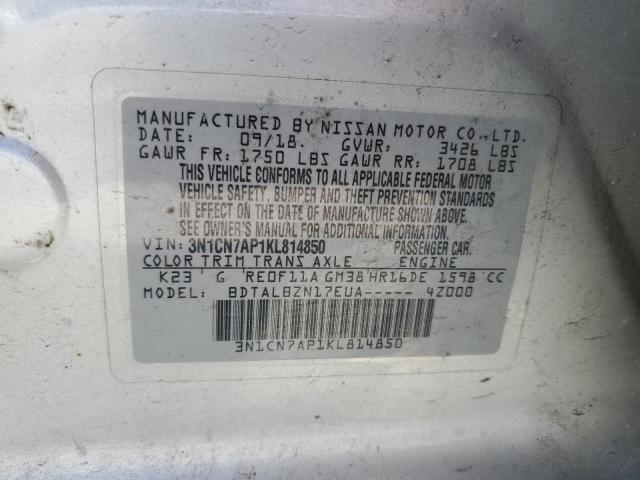 MANUFACTURED BY NISSAN MOTOR CO., LTD.
DATE: 09/18. GVWR: 3426 LBS
GAWR FR: 1750 LBS GAWR RR: 1708 LBS
THIS VEHICLE CONFORMS TO ALL APPLICABLE FEDERAL MOTOR
VEHICLE SAFETY, BUMPER AND THEFT PREVENTION STANDARDS
IN EFFECT ON THE DATE OF MANUFACTURE SHOWN ABOVE.
SEE OWNER'S MANUAL FOR ADDITIONAL INFORMATION.
VIN: 3N1CN7AP1KL814850 PASSENGER CAR.
COLOR TRIM TRANS AXLE ENGINE
K23 G RE0F11A GM38 HR16DE 1598 CC
MODEL: BDTALBZN17EUA----- 4Z000
3N1CN7AP1KL814850